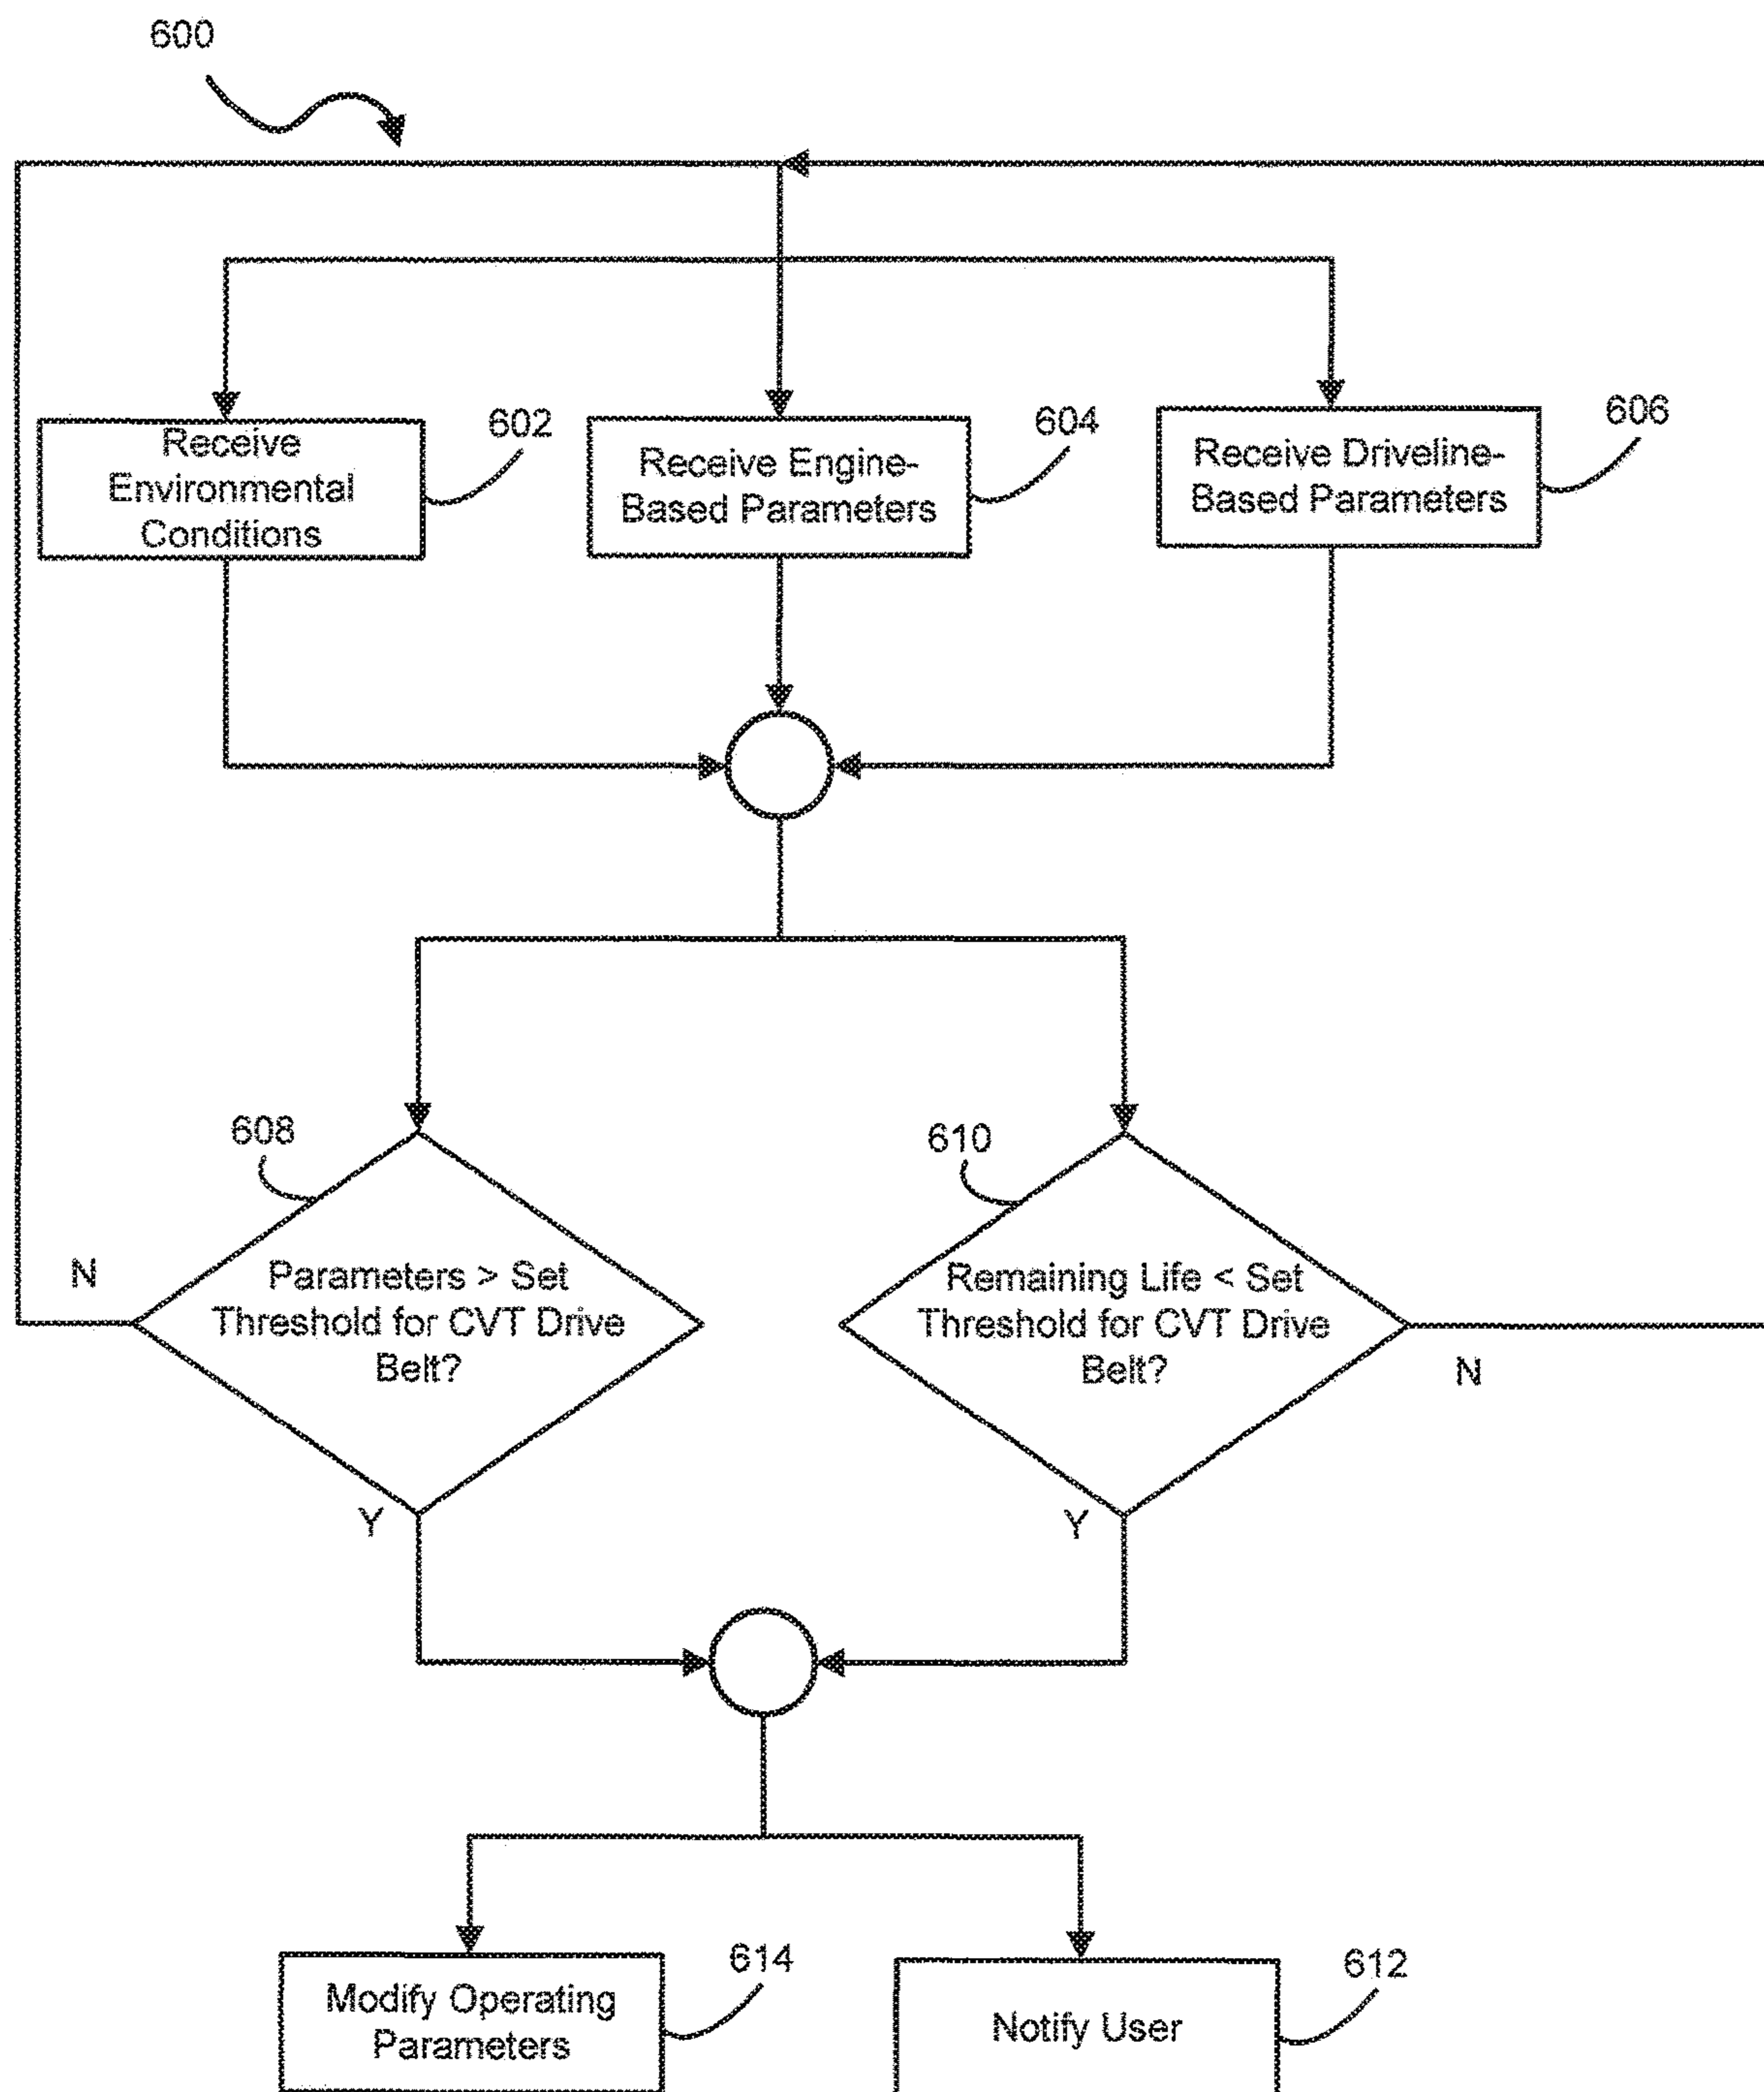 600
Receive
Environmental
Conditions
602
Receive Engine-
Based Parameters
604
Receive Driveline-
Based Parameters
606
608
N
Parameters > Set
Threshold for CVT Drive
Belt?
Y
610
Remaining Life < Set
Threshold for CVT Drive
Belt?
N
Y
Modify Operating
Parameters
614
Notify User
612